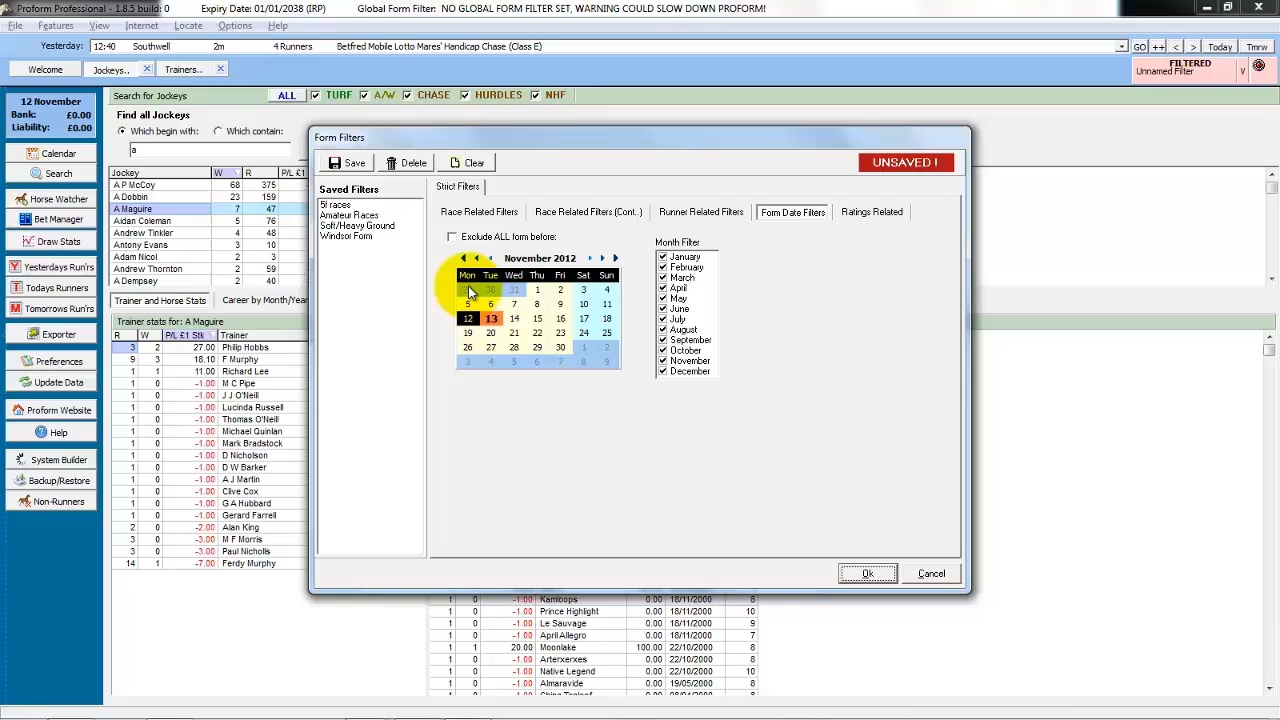 Proform Professional - 1.8.5 build: 0 Expiry Date: 01/01/2038 (IRP) Global Form Filter: NO GLOBAL FORM FILTER SET, WARNING COULD SLOW DOWN PROFORM!
File Features View Internet Locate Options Help
Yesterday: 12:40 Southwell 2m 4 Runners Betfred Mobile Lotto Mares' Handicap Chase (Class E) GO ++ < > Today Tmrw
Welcome Jockeys.. Trainers..
FILTERED
Unnamed Filter V
12 November
Bank: £0.00
Liability: £0.00
Calendar
Search
Horse Watcher
Bet Manager
Draw Stats
Yesterdays Run'rs
Todays Runners
Tomorrows Run'rs
Exporter
Preferences
Update Data
Proform Website
Help
System Builder
Backup/Restore
Non-Runners
Search for Jockeys ALL TURF A/W CHASE HURDLES NHF
Find all Jockeys
Which begin with: Which contain:
a
Jockey W R P/L £1
A P McCoy 68 375
A Dobbin 23 159
A Maguire 7 47
Aidan Coleman 5 76
Andrew Tinkler 4 48
Antony Evans 3 10
Adam Nicol 2 3
Andrew Thornton 2 59
A Dempsey 2 9
Trainer and Horse Stats Career by Month/Yea
Trainer stats for: A Maguire
R W P/L £1 Stk Trainer
3 2 27.00 Philip Hobbs
9 3 18.10 F Murphy
1 1 11.00 Richard Lee
1 0 -1.00 M C Pipe
1 0 -1.00 J J O'Neill
1 0 -1.00 Lucinda Russell
1 0 -1.00 Thomas O'Neill
1 0 -1.00 Michael Quinlan
1 0 -1.00 Mark Bradstock
1 0 -1.00 D Nicholson
1 0 -1.00 D W Barker
1 0 -1.00 A J Martin
1 0 -1.00 Clive Cox
1 0 -1.00 G A Hubbard
1 0 -1.00 Gerard Farrell
2 0 -2.00 Alan King
3 0 -3.00 M F Morris
3 0 -3.00 Paul Nicholls
14 1 -7.00 Ferdy Murphy
Form Filters
Save Delete Clear UNSAVED !
Saved Filters
5f races
Amateur Races
Soft/Heavy Ground
Windsor Form
Strict Filters
Race Related Filters Race Related Filters (Cont.) Runner Related Filters Form Date Filters Ratings Related
Exclude ALL form before:
November 2012
Mon Tue Wed Thu Fri Sat Sun
30 31 1 2 3 4
5 6 7 8 9 10 11
12 13 14 15 16 17 18
19 20 21 22 23 24 25
26 27 28 29 30 1 2
3 4 5 6 7 8 9
Month Filter
January
February
March
April
May
June
July
August
September
October
November
December
Ok Cancel
1 0 -1.00 Kamloops 0.00 18/11/2000 8
1 0 -1.00 Prince Highlight 0.00 18/11/2000 10
1 0 -1.00 Le Sauvage 0.00 18/11/2000 9
1 0 -1.00 April Allegro 0.00 18/11/2000 7
1 1 20.00 Moonlake 100.00 22/10/2000 8
1 0 -1.00 Arterxerxes 0.00 22/10/2000 8
1 0 -1.00 Native Legend 0.00 22/10/2000 10
1 0 -1.00 Almaravide 0.00 19/05/2000 8